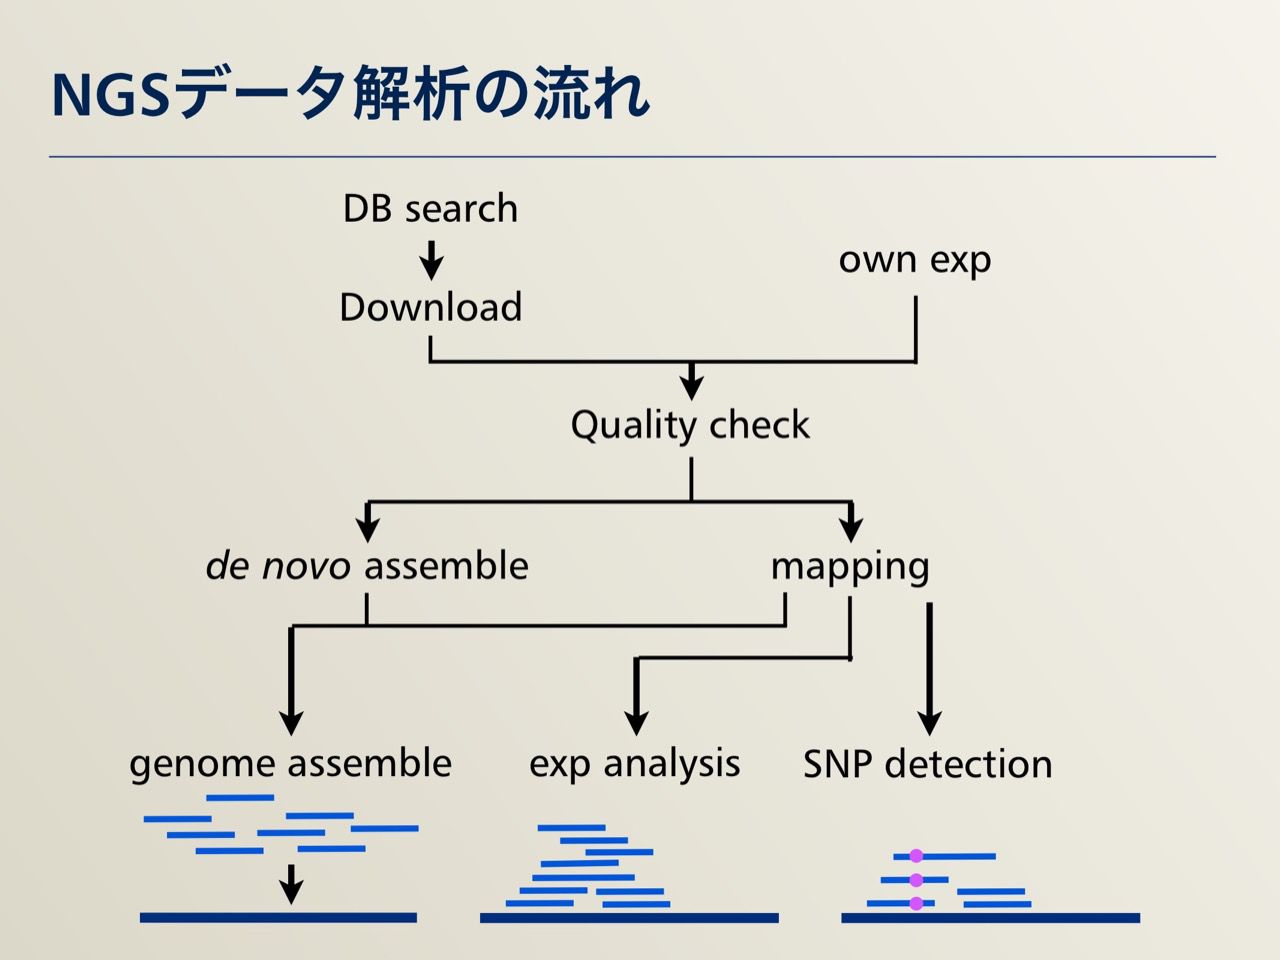 NGSデータ解析の流れ
DB search
own exp
Download
Quality check
de novo assemble
mapping
genome assemble
exp analysis
SNP detection